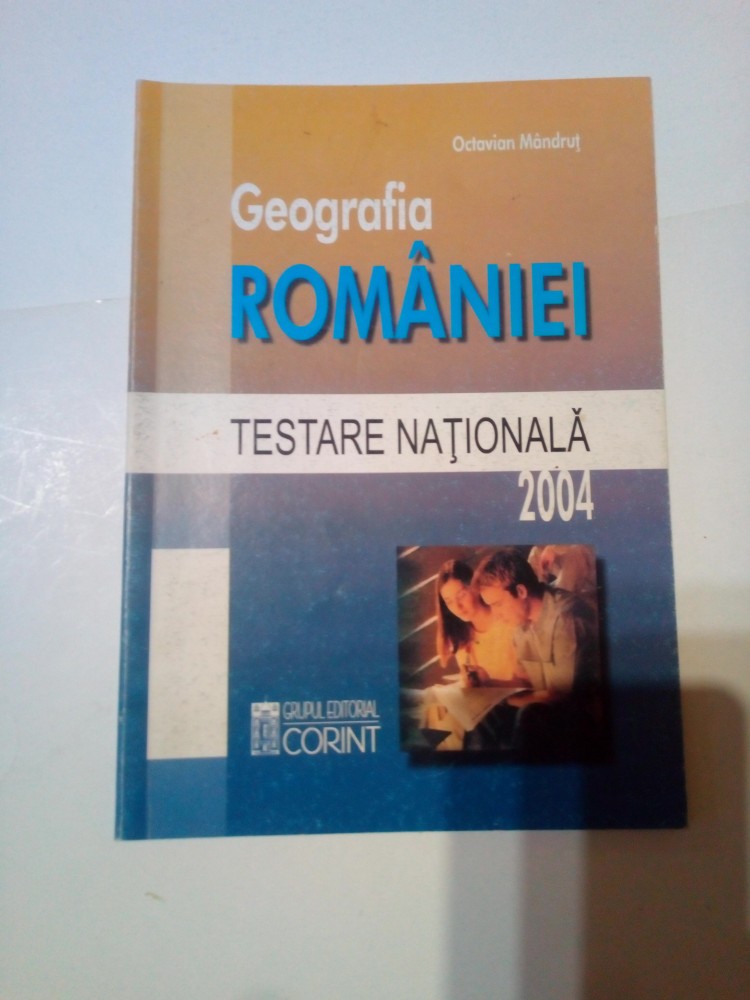 Octavian Mândruţ
Geografia
ROMÂNIEI
TESTARE NAŢIONALĂ
2004
GRUPUL EDITORIAL
CORINT